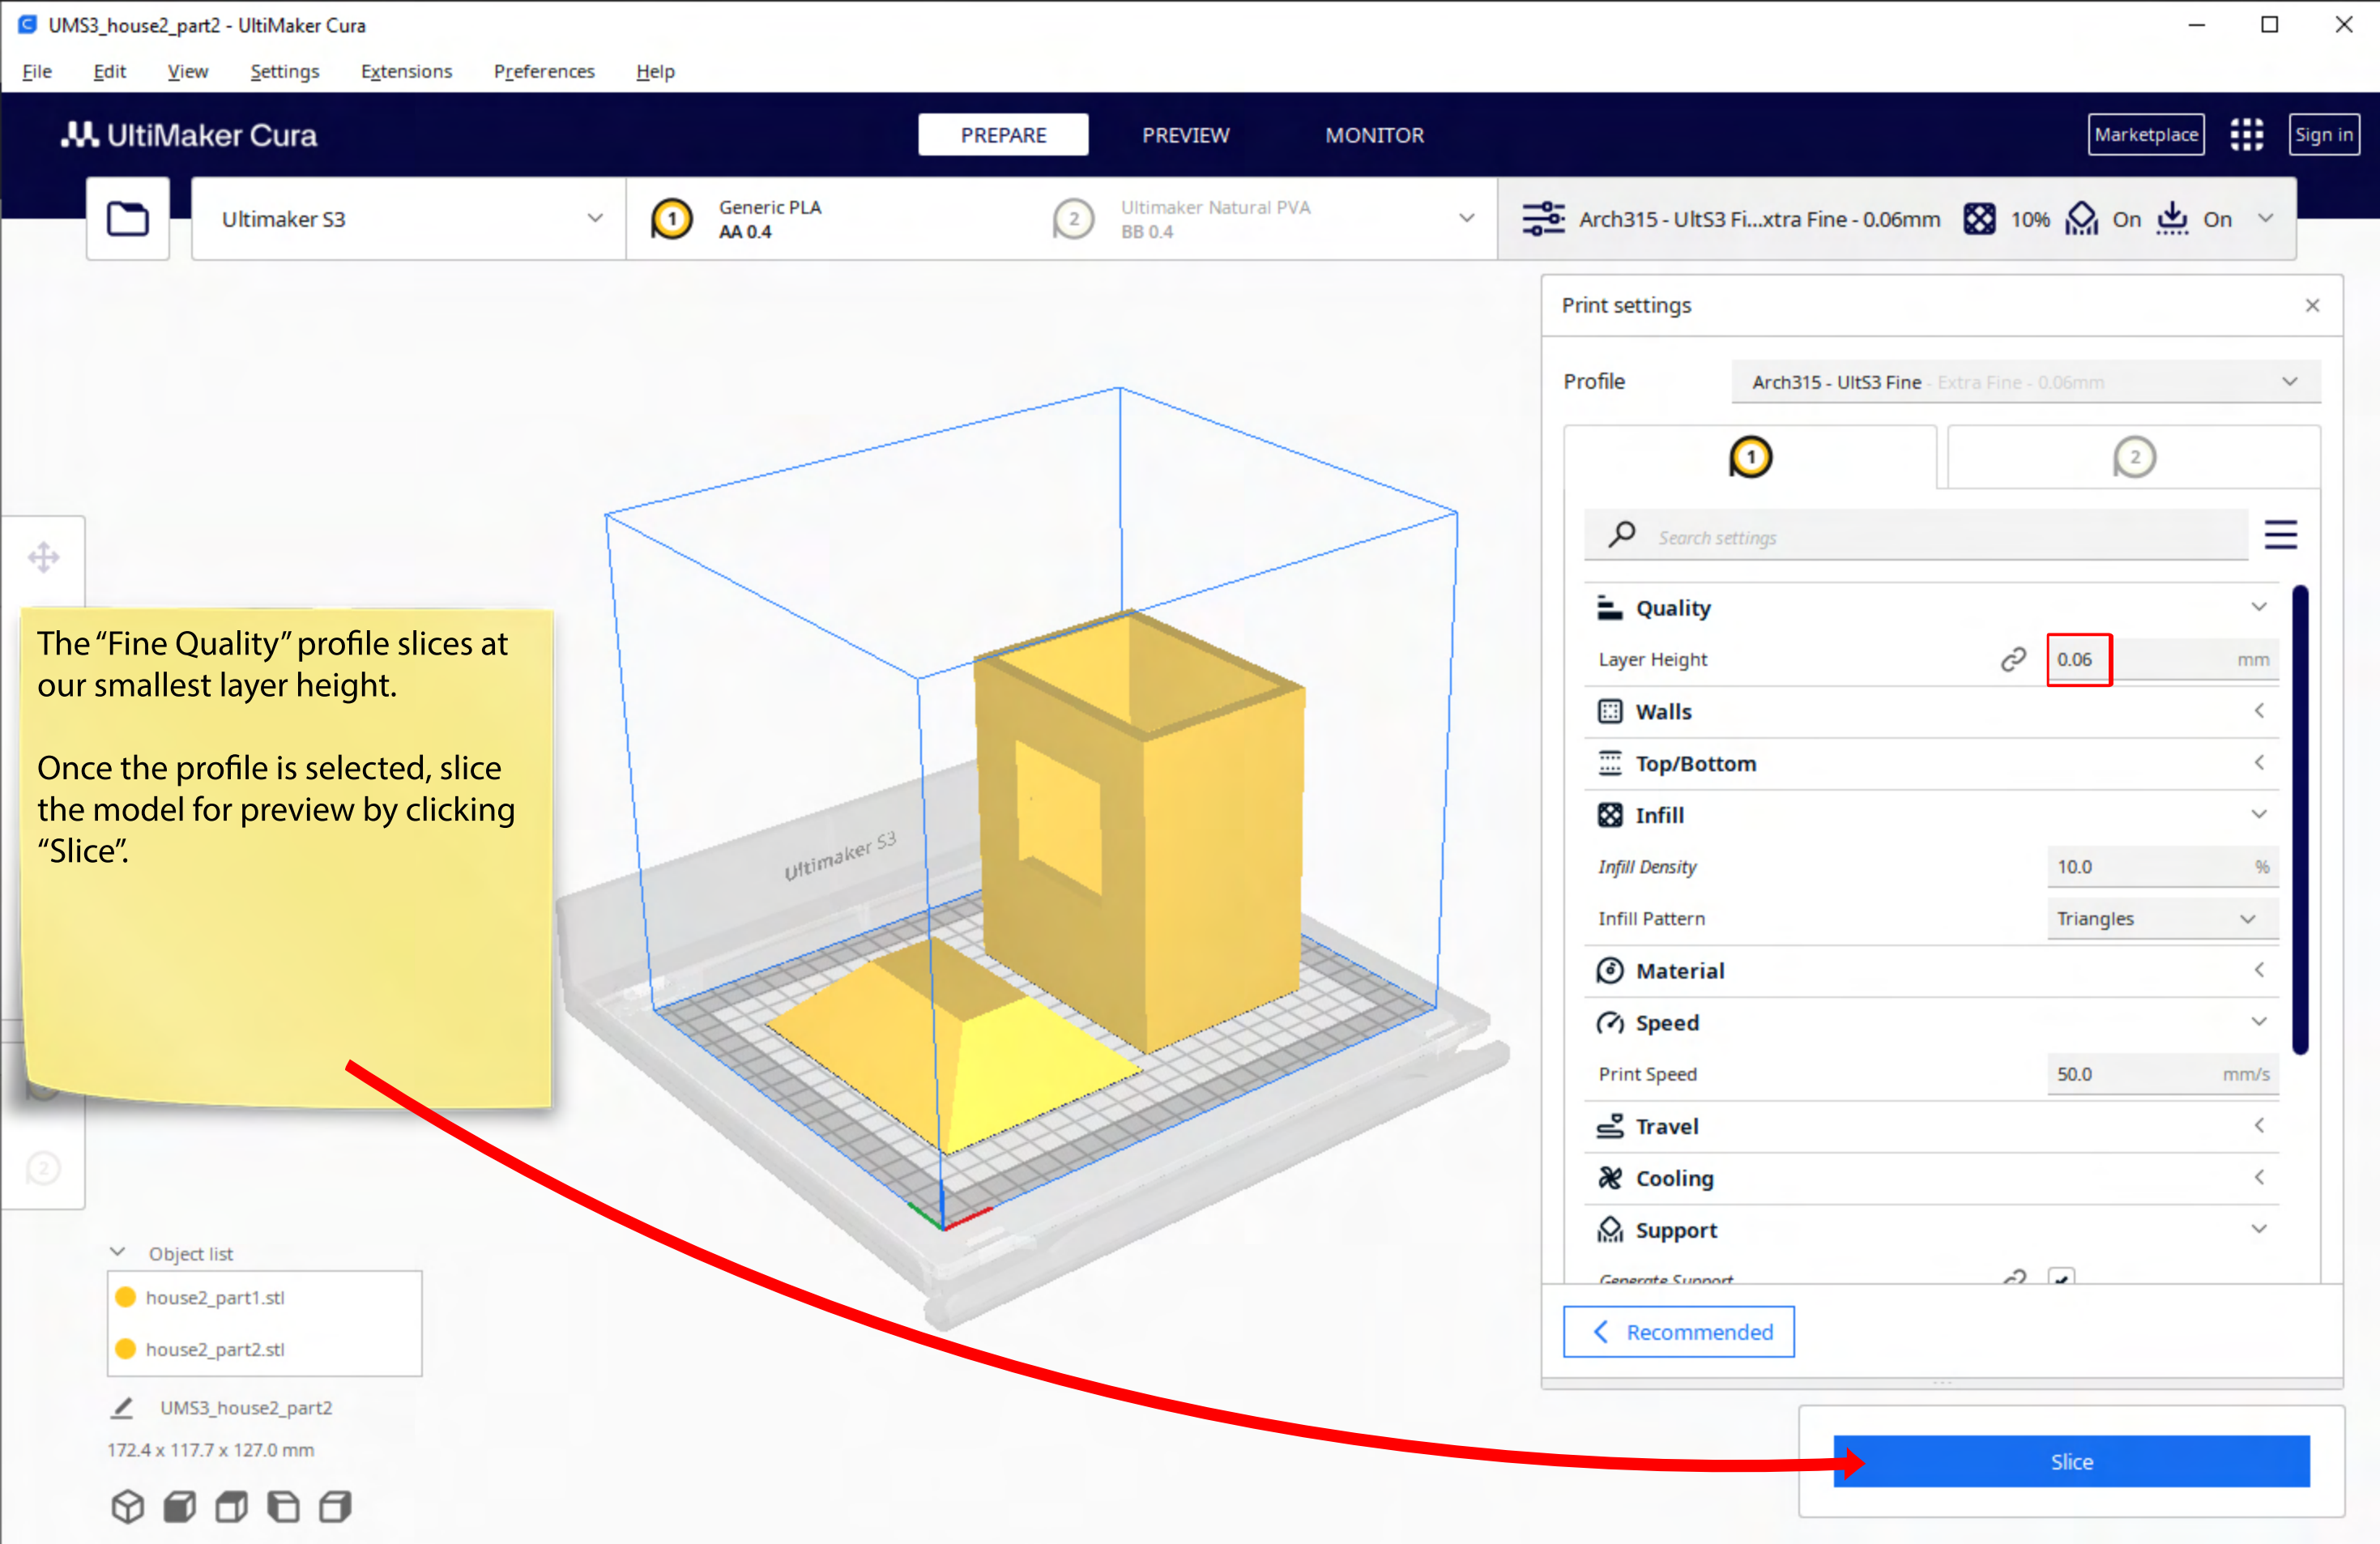 UMS3_house2_part2 - UltiMaker Cura
File Edit View Settings Extensions Preferences Help
UltiMaker Cura
PREPARE PREVIEW MONITOR
Marketplace
Sign in
Ultimaker S3
1
Generic PLA
AA 0.4
2
Ultimaker Natural PVA
BB 0.4
Arch315 - UltS3 Fi...xtra Fine - 0.06mm 10% On On
Print settings
Profile Arch315 - UltS3 Fine - Extra Fine - 0.06mm
1 2
Search settings
Quality
Layer Height 0.06 mm
Walls
Top/Bottom
Infill
Infill Density 10.0 %
Infill Pattern Triangles
Material
Speed
Print Speed 50.0 mm/s
Travel
Cooling
Support
Generate Support
Recommended
Slice
The “Fine Quality” profile slices at
our smallest layer height.
Once the profile is selected, slice
the model for preview by clicking
“Slice”.
Ultimaker S3
2
Object list
house2_part1.stl
house2_part2.stl
UMS3_house2_part2
172.4 x 117.7 x 127.0 mm